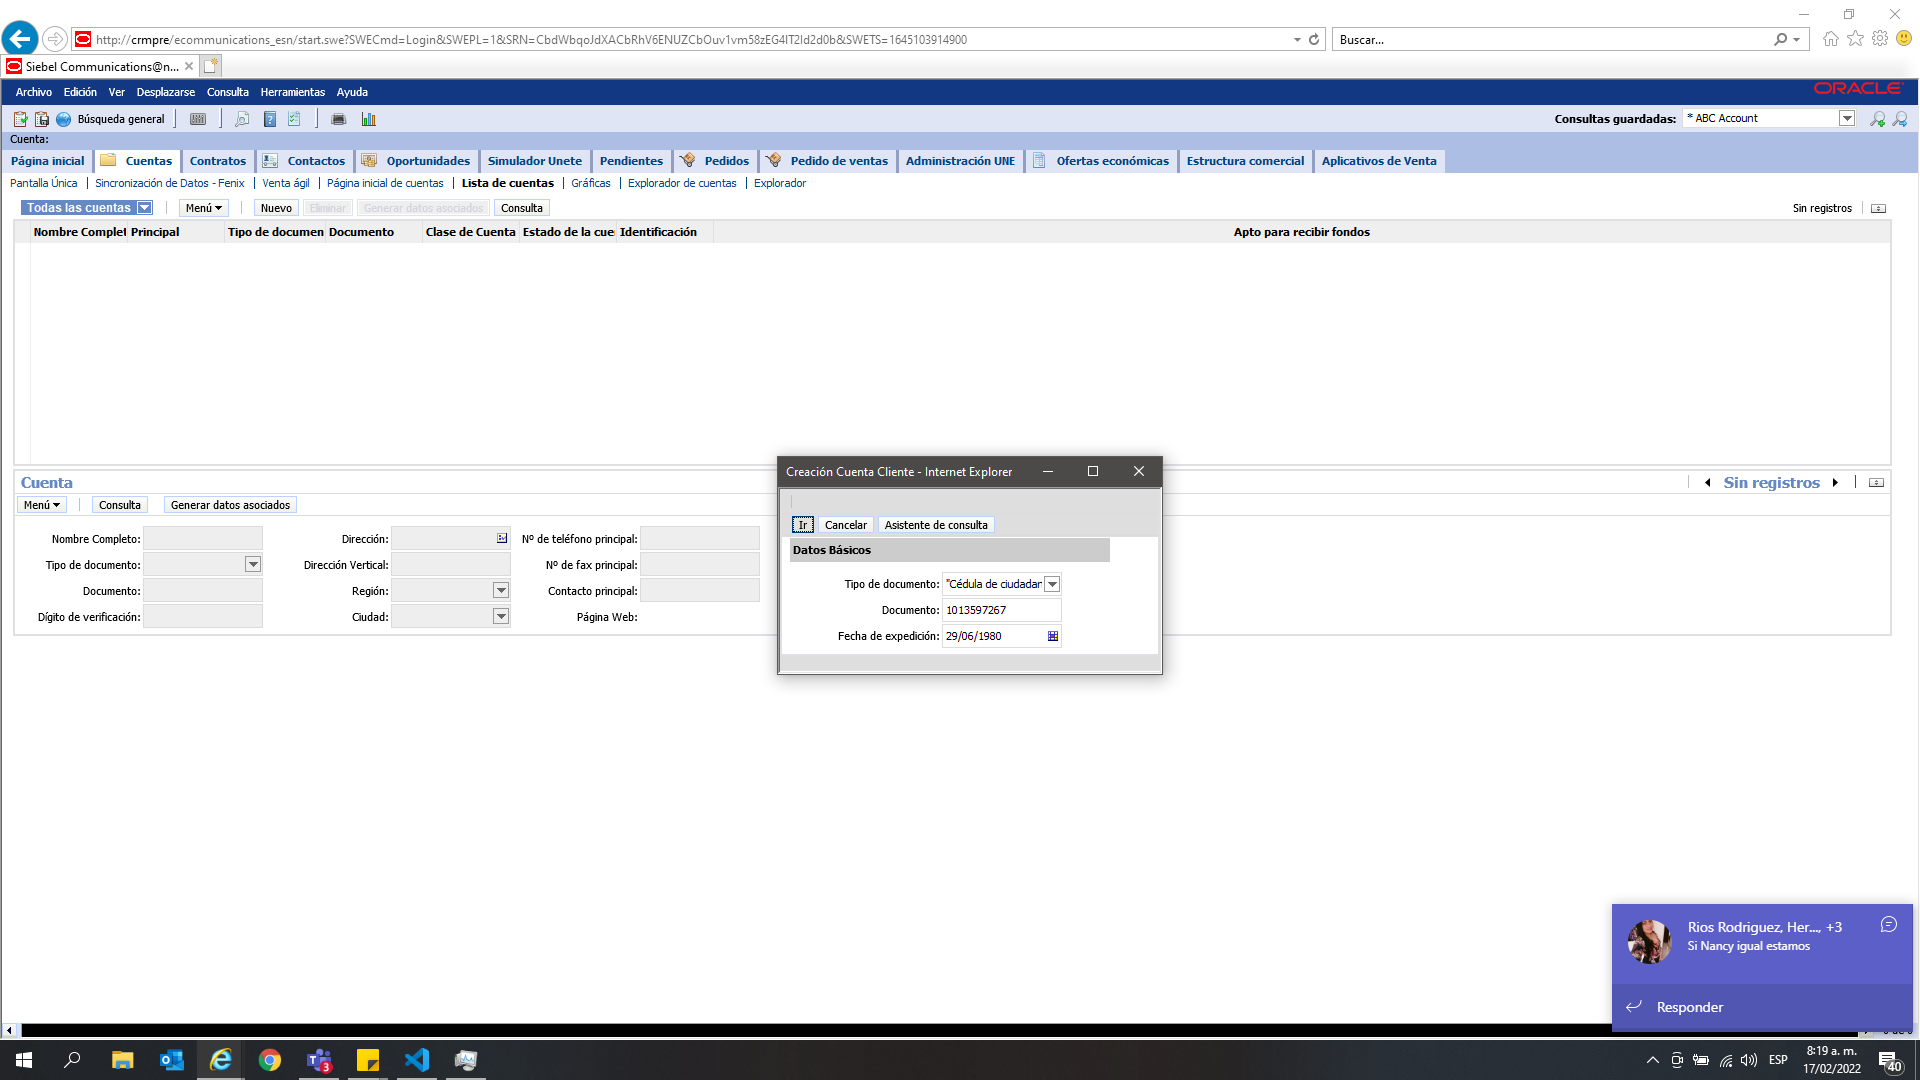 http://crmpre/ecommunications_esn/start.swe?SWECmd=Login&SWEPL=1&SRN=CbdWbqoJdXACbRhV6ENUZCbOuv1vm58zEG4IT2Id2d0b&SWETS=1645103914900
Buscar...
Siebel Communications@n...
Archivo Edición Ver Desplazarse Consulta Herramientas Ayuda
ORACLE
Búsqueda general
Consultas guardadas: * ABC Account
Cuenta:
Página inicial Cuentas Contratos Contactos Oportunidades Simulador Unete Pendientes Pedidos Pedido de ventas Administración UNE Ofertas económicas Estructura comercial Aplicativos de Venta
Pantalla Única Sincronización de Datos - Fenix Venta ágil Página inicial de cuentas Lista de cuentas Gráficas Explorador de cuentas Explorador
Todas las cuentas Menú Nuevo Eliminar Generar datos asociados Consulta Sin registros
Nombre Complet Principal Tipo de documen Documento Clase de Cuenta Estado de la cue Identificación Apto para recibir fondos
Creación Cuenta Cliente - Internet Explorer
Ir Cancelar Asistente de consulta
Datos Básicos
Tipo de documento: "Cédula de ciudadan
Documento: 1013597267
Fecha de expedición: 29/06/1980
Cuenta
Sin registros
Menú Consulta Generar datos asociados
Nombre Completo: Dirección: Nº de teléfono principal:
Tipo de documento: Dirección Vertical: Nº de fax principal:
Documento: Región: Contacto principal:
Dígito de verificación: Ciudad: Página Web:
Rios Rodriguez, Her..., +3
Si Nancy igual estamos
Responder
3
ESP
8:19 a. m.
17/02/2022
40